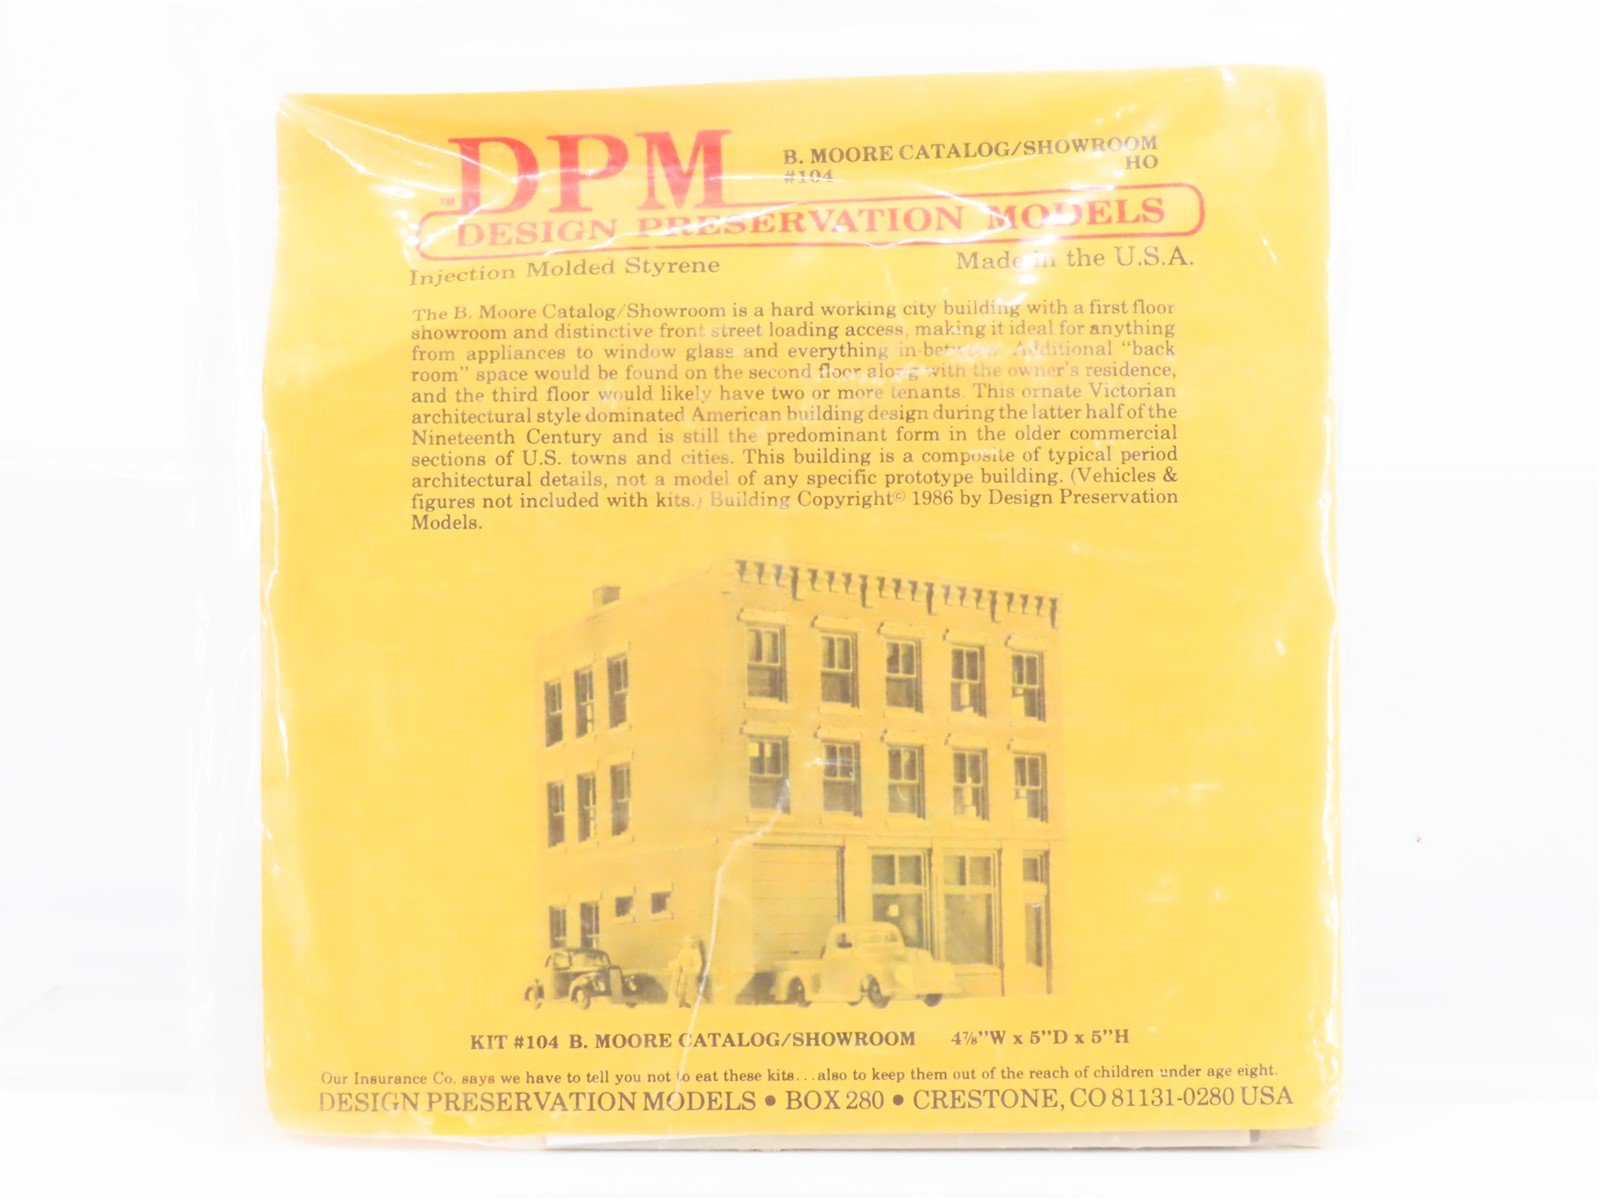 DPM
B. MOORE CATALOG/SHOWROOM
#104 HO
™
DESIGN PRESERVATION MODELS
Injection Molded Styrene Made in the U.S.A.
The B. Moore Catalog/Showroom is a hard working city building with a first floor
showroom and distinctive front street loading access, making it ideal for anything
from appliances to window glass and everything in-between. Additional “back
room” space would be found on the second floor along with the owner's residence,
and the third floor would likely have two or more tenants. This ornate Victorian
architectural style dominated American building design during the latter half of the
Nineteenth Century and is still the predominant form in the older commercial
sections of U.S. towns and cities. This building is a composite of typical period
architectural details, not a model of any specific prototype building. (Vehicles &
figures not included with kits.) Building Copyright© 1986 by Design Preservation
Models.
KIT #104 B. MOORE CATALOG/SHOWROOM 4⅞”W x 5”D x 5”H
Our Insurance Co. says we have to tell you not to eat these kits...also to keep them out of the reach of children under age eight.
DESIGN PRESERVATION MODELS • BOX 280 • CRESTONE, CO 81131-0280 USA